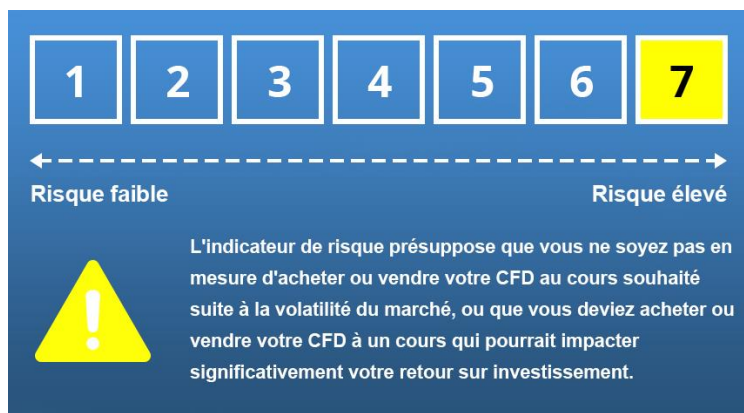 1 2 3 4 5 6 7
Risque faible Risque élevé
L'indicateur de risque présuppose que vous ne soyez pas en
mesure d'acheter ou vendre votre CFD au cours souhaité
suite à la volatilité du marché, ou que vous deviez acheter ou
vendre votre CFD à un cours qui pourrait impacter
significativement votre retour sur investissement.